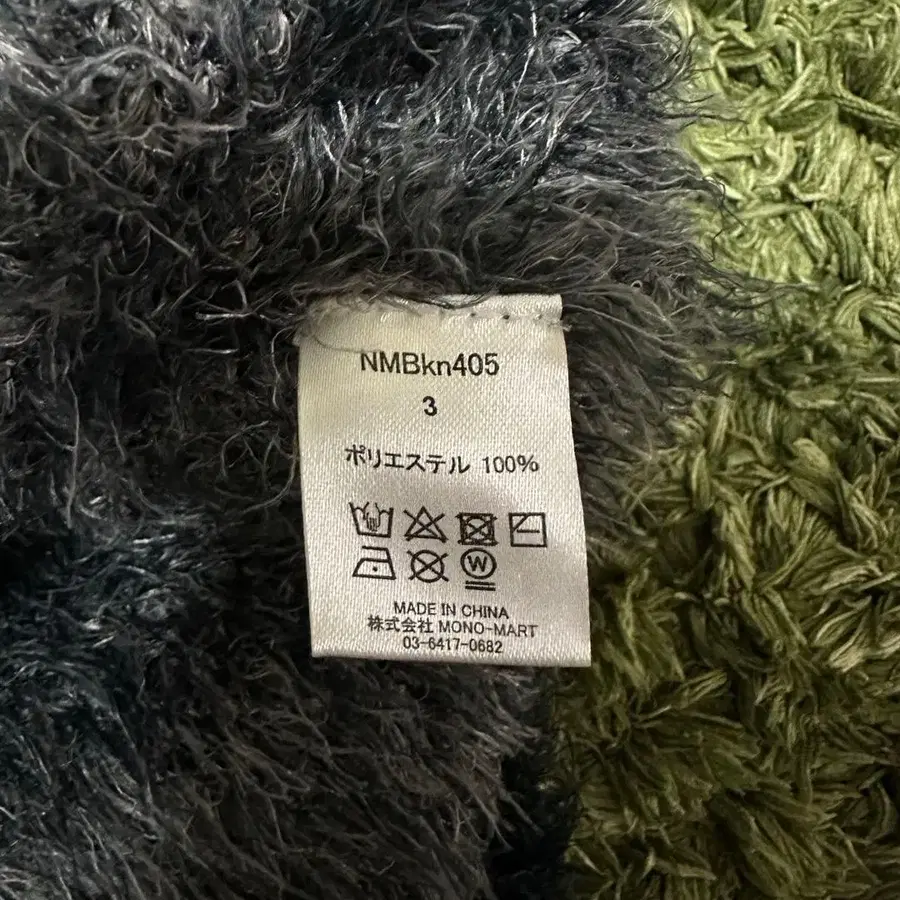 NMBkn405
3
ポリエステル 100%
W
MADE IN CHINA
株式会社 MONO-MART
03-6417-0682